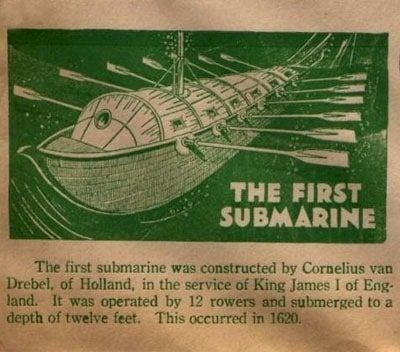 THE FIRST
SUBMARINE
The first submarine was constructed by Cornelius van
Drebel, of Holland, in the service of King James I of Eng-
land. It was operated by 12 rowers and submerged to a
depth of twelve feet. This occurred in 1620.